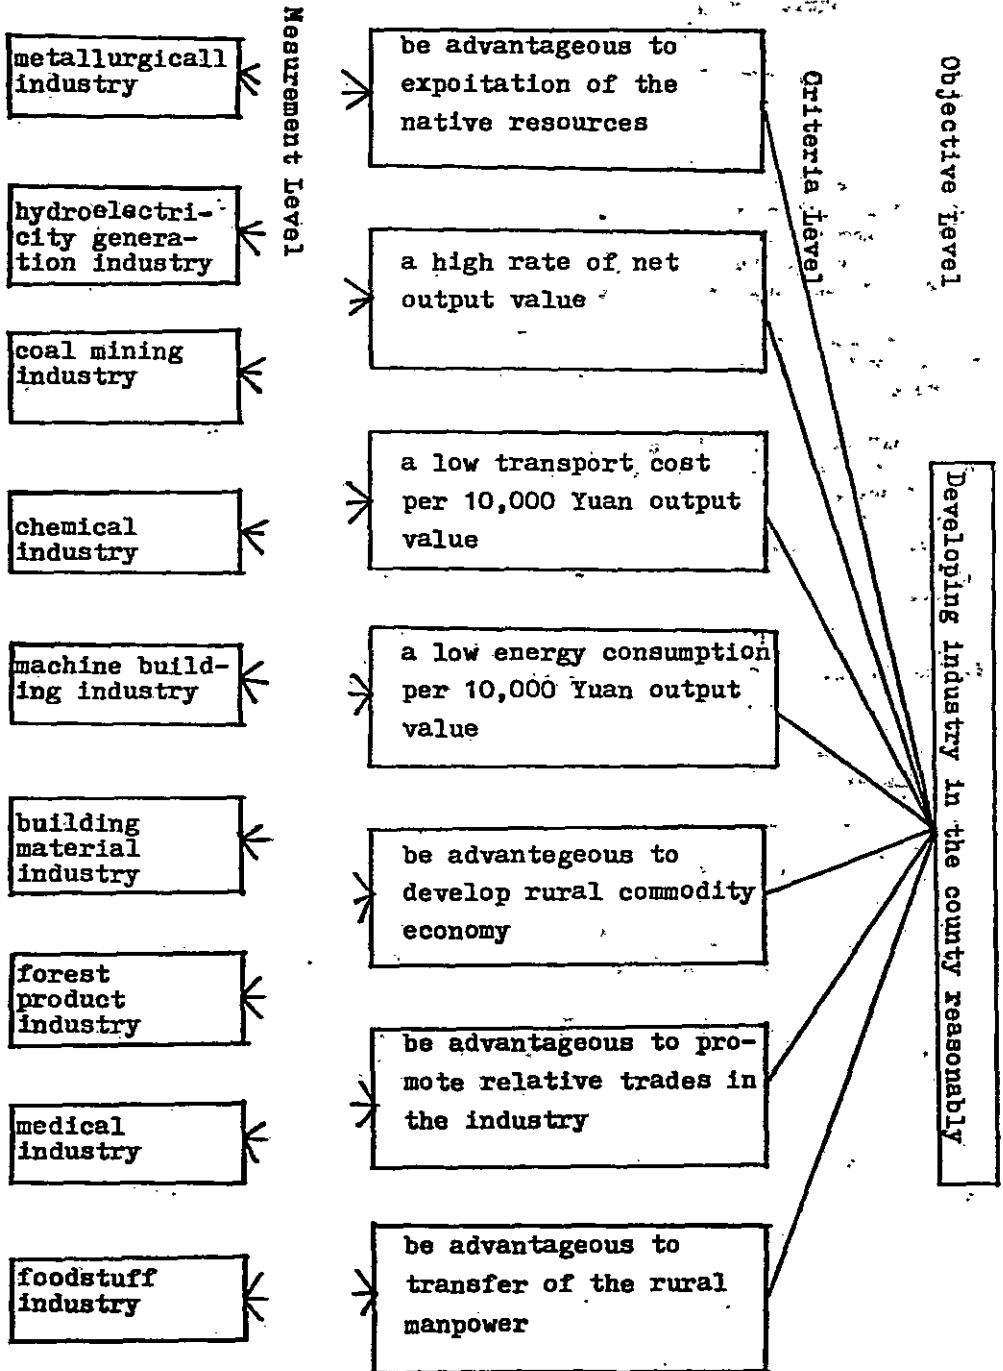 Objective Level
Developing industry in the county reasonably
Criteria Level
be advantageous to
expoitation of the
native resources
a high rate of net
output value
a low transport cost
per 10,000 Yuan output
value
a low energy consumption
per 10,000 Yuan output
value
be advantegeous to
develop rural commodity
economy
be advantageous to pro-
mote relative trades in
the industry
be advantageous to
transfer of the rural
manpower
Measurement Level
metallurgicall
industry
hydroelectri-
city genera-
tion industry
coal mining
industry
chemical
industry
machine build-
ing industry
building
material
industry
forest
product
industry
medical
industry
foodstuff
industry